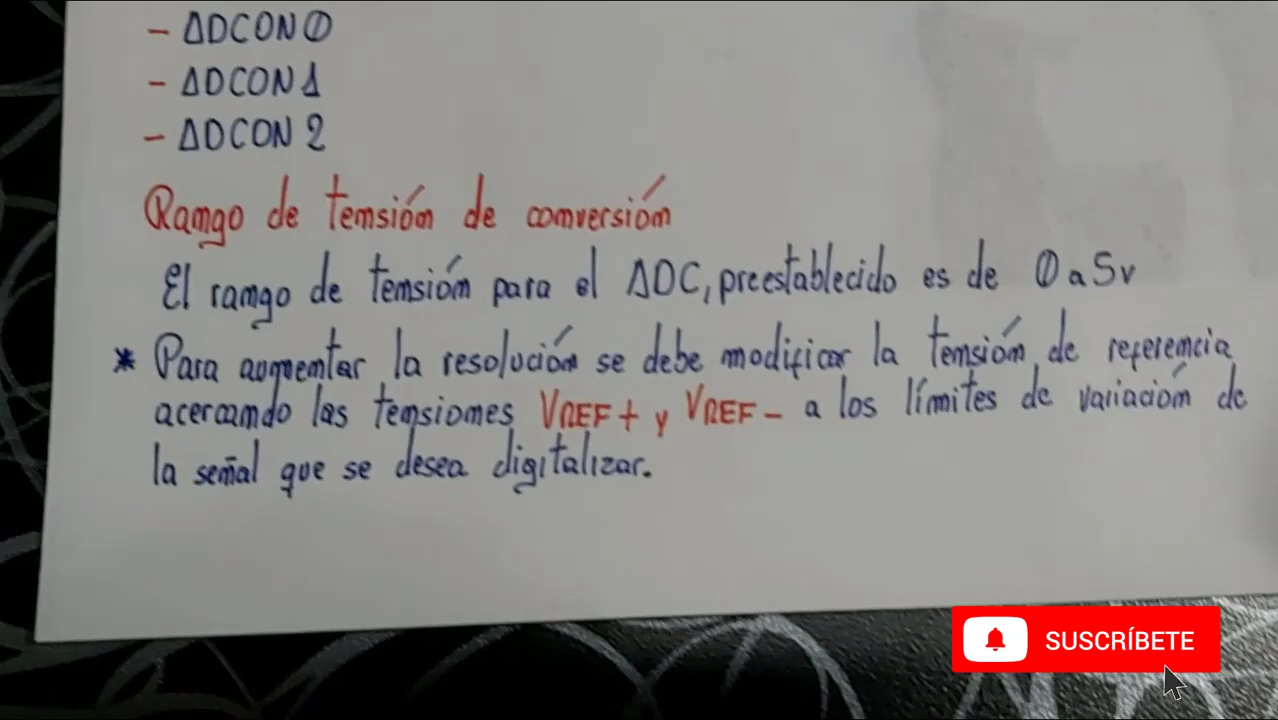 - ADCON0
- ADCON1
- ADCON2
Rango de tensión de conversión
El rango de tensión para el ADC, preestablecido es de 0 a 5v
* Para aumentar la resolución se debe modificar la tensión de referencia
acercando las tensiones VREF+ y VREF- a los límites de variación de
la señal que se desea digitalizar.
SUSCRÍBETE